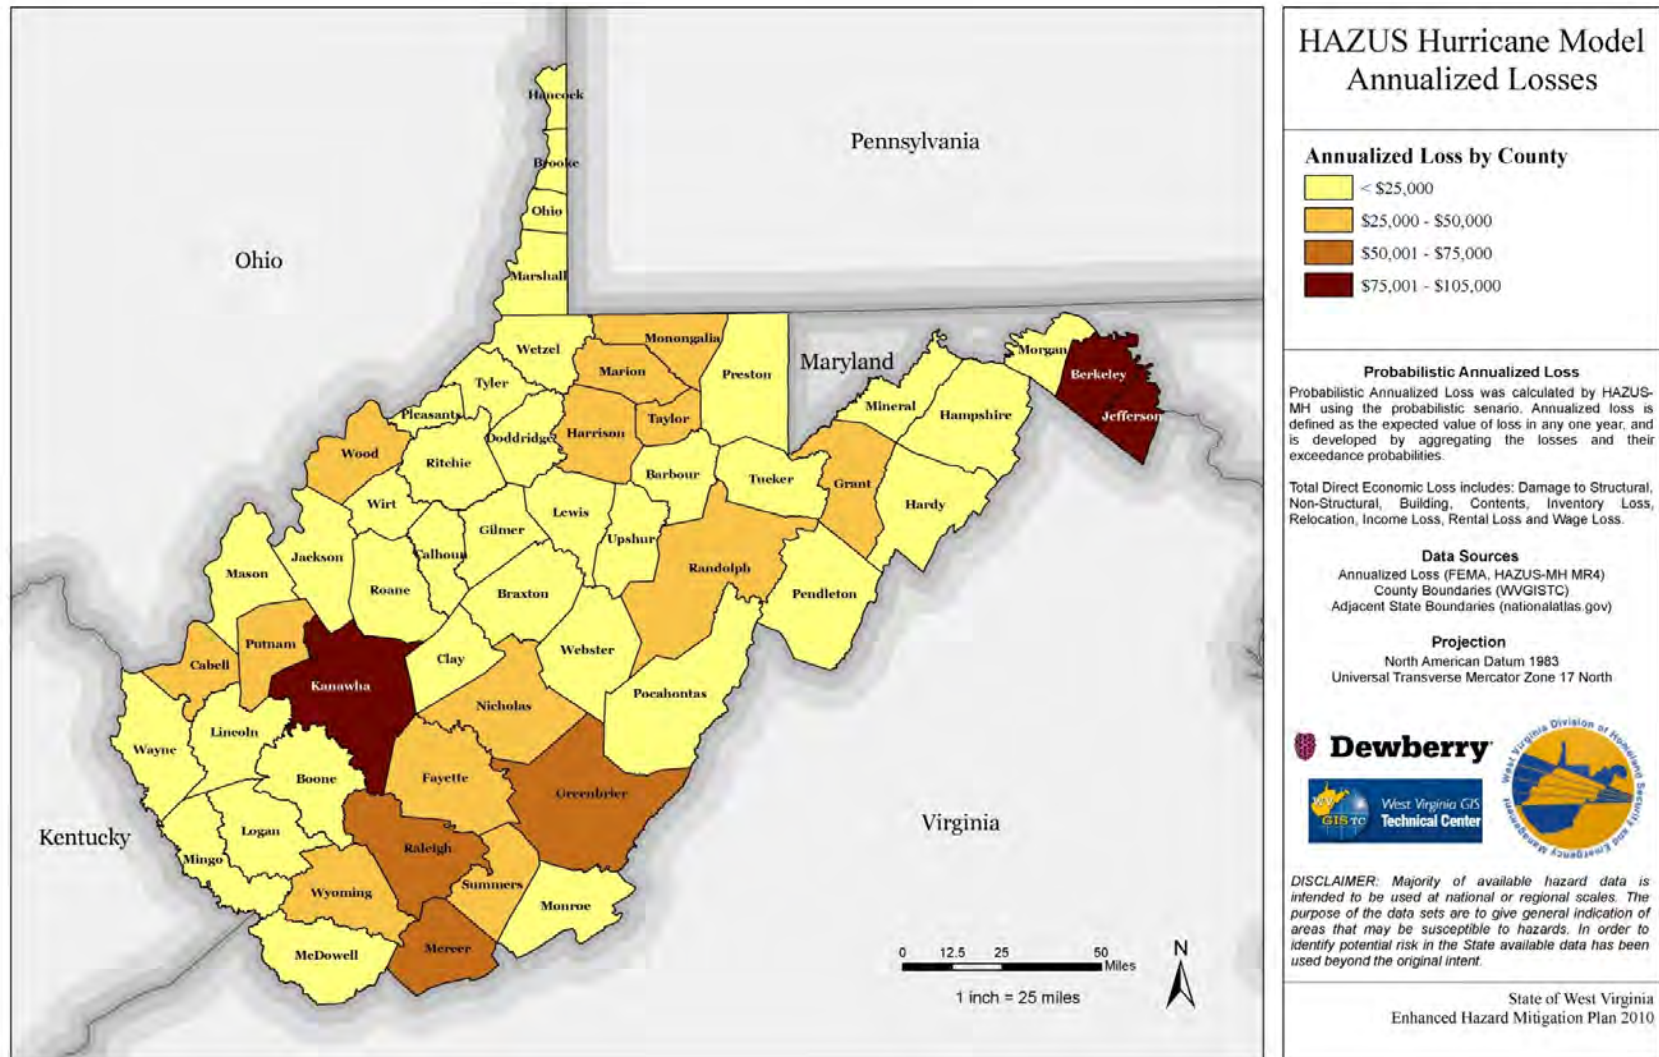 Hancock
Pennsylvania
Brooke
Ohio
Ohio
Marshall
Monongalia
Wetzel
Maryland
Morgan
Marion
Preston
Berkeley
Tyler
Mineral
Jefferson
Pleasants
Hampshire
Taylor
Doddridge
Harrison
Wood
Ritchie
Barbour
Tucker
Grant
Wirt
Lewis
Hardy
Gilmer
Upshur
Calhoun
Jackson
Randolph
Mason
Roane
Braxton
Pendleton
Putnam
Webster
Clay
Cabell
Kanawha
Pocahontas
Nicholas
Lincoln
Wayne
Boone
Fayette
Greenbrier
Virginia
Kentucky
Logan
Raleigh
Mingo
Summers
Wyoming
Monroe
Mercer
McDowell
0 12.5 25 50
Miles
1 inch = 25 miles
N
HAZUS Hurricane Model
Annualized Losses
Annualized Loss by County
< $25,000
$25,000 - $50,000
$50,001 - $75,000
$75,001 - $105,000
Probabilistic Annualized Loss
Probabilistic Annualized Loss was calculated by HAZUS-
MH using the probabilistic senario. Annualized loss is
defined as the expected value of loss in any one year, and
is developed by aggregating the losses and their
exceedance probabilities.
Total Direct Economic Loss includes: Damage to Structural,
Non-Structural, Building, Contents, Inventory Loss,
Relocation, Income Loss, Rental Loss and Wage Loss.
Data Sources
Annualized Loss (FEMA, HAZUS-MH MR4)
County Boundaries (WVGISTC)
Adjacent State Boundaries (nationalatlas.gov)
Projection
North American Datum 1983
Universal Transverse Mercator Zone 17 North
Dewberry
WV
GIS TC
West Virginia GIS
Technical Center
West Virginia Division of Homeland Security and Emergency Management
DISCLAIMER: Majority of available hazard data is
intended to be used at national or regional scales. The
purpose of the data sets are to give general indication of
areas that may be susceptible to hazards. In order to
identify potential risk in the State available data has been
used beyond the original intent.
State of West Virginia
Enhanced Hazard Mitigation Plan 2010